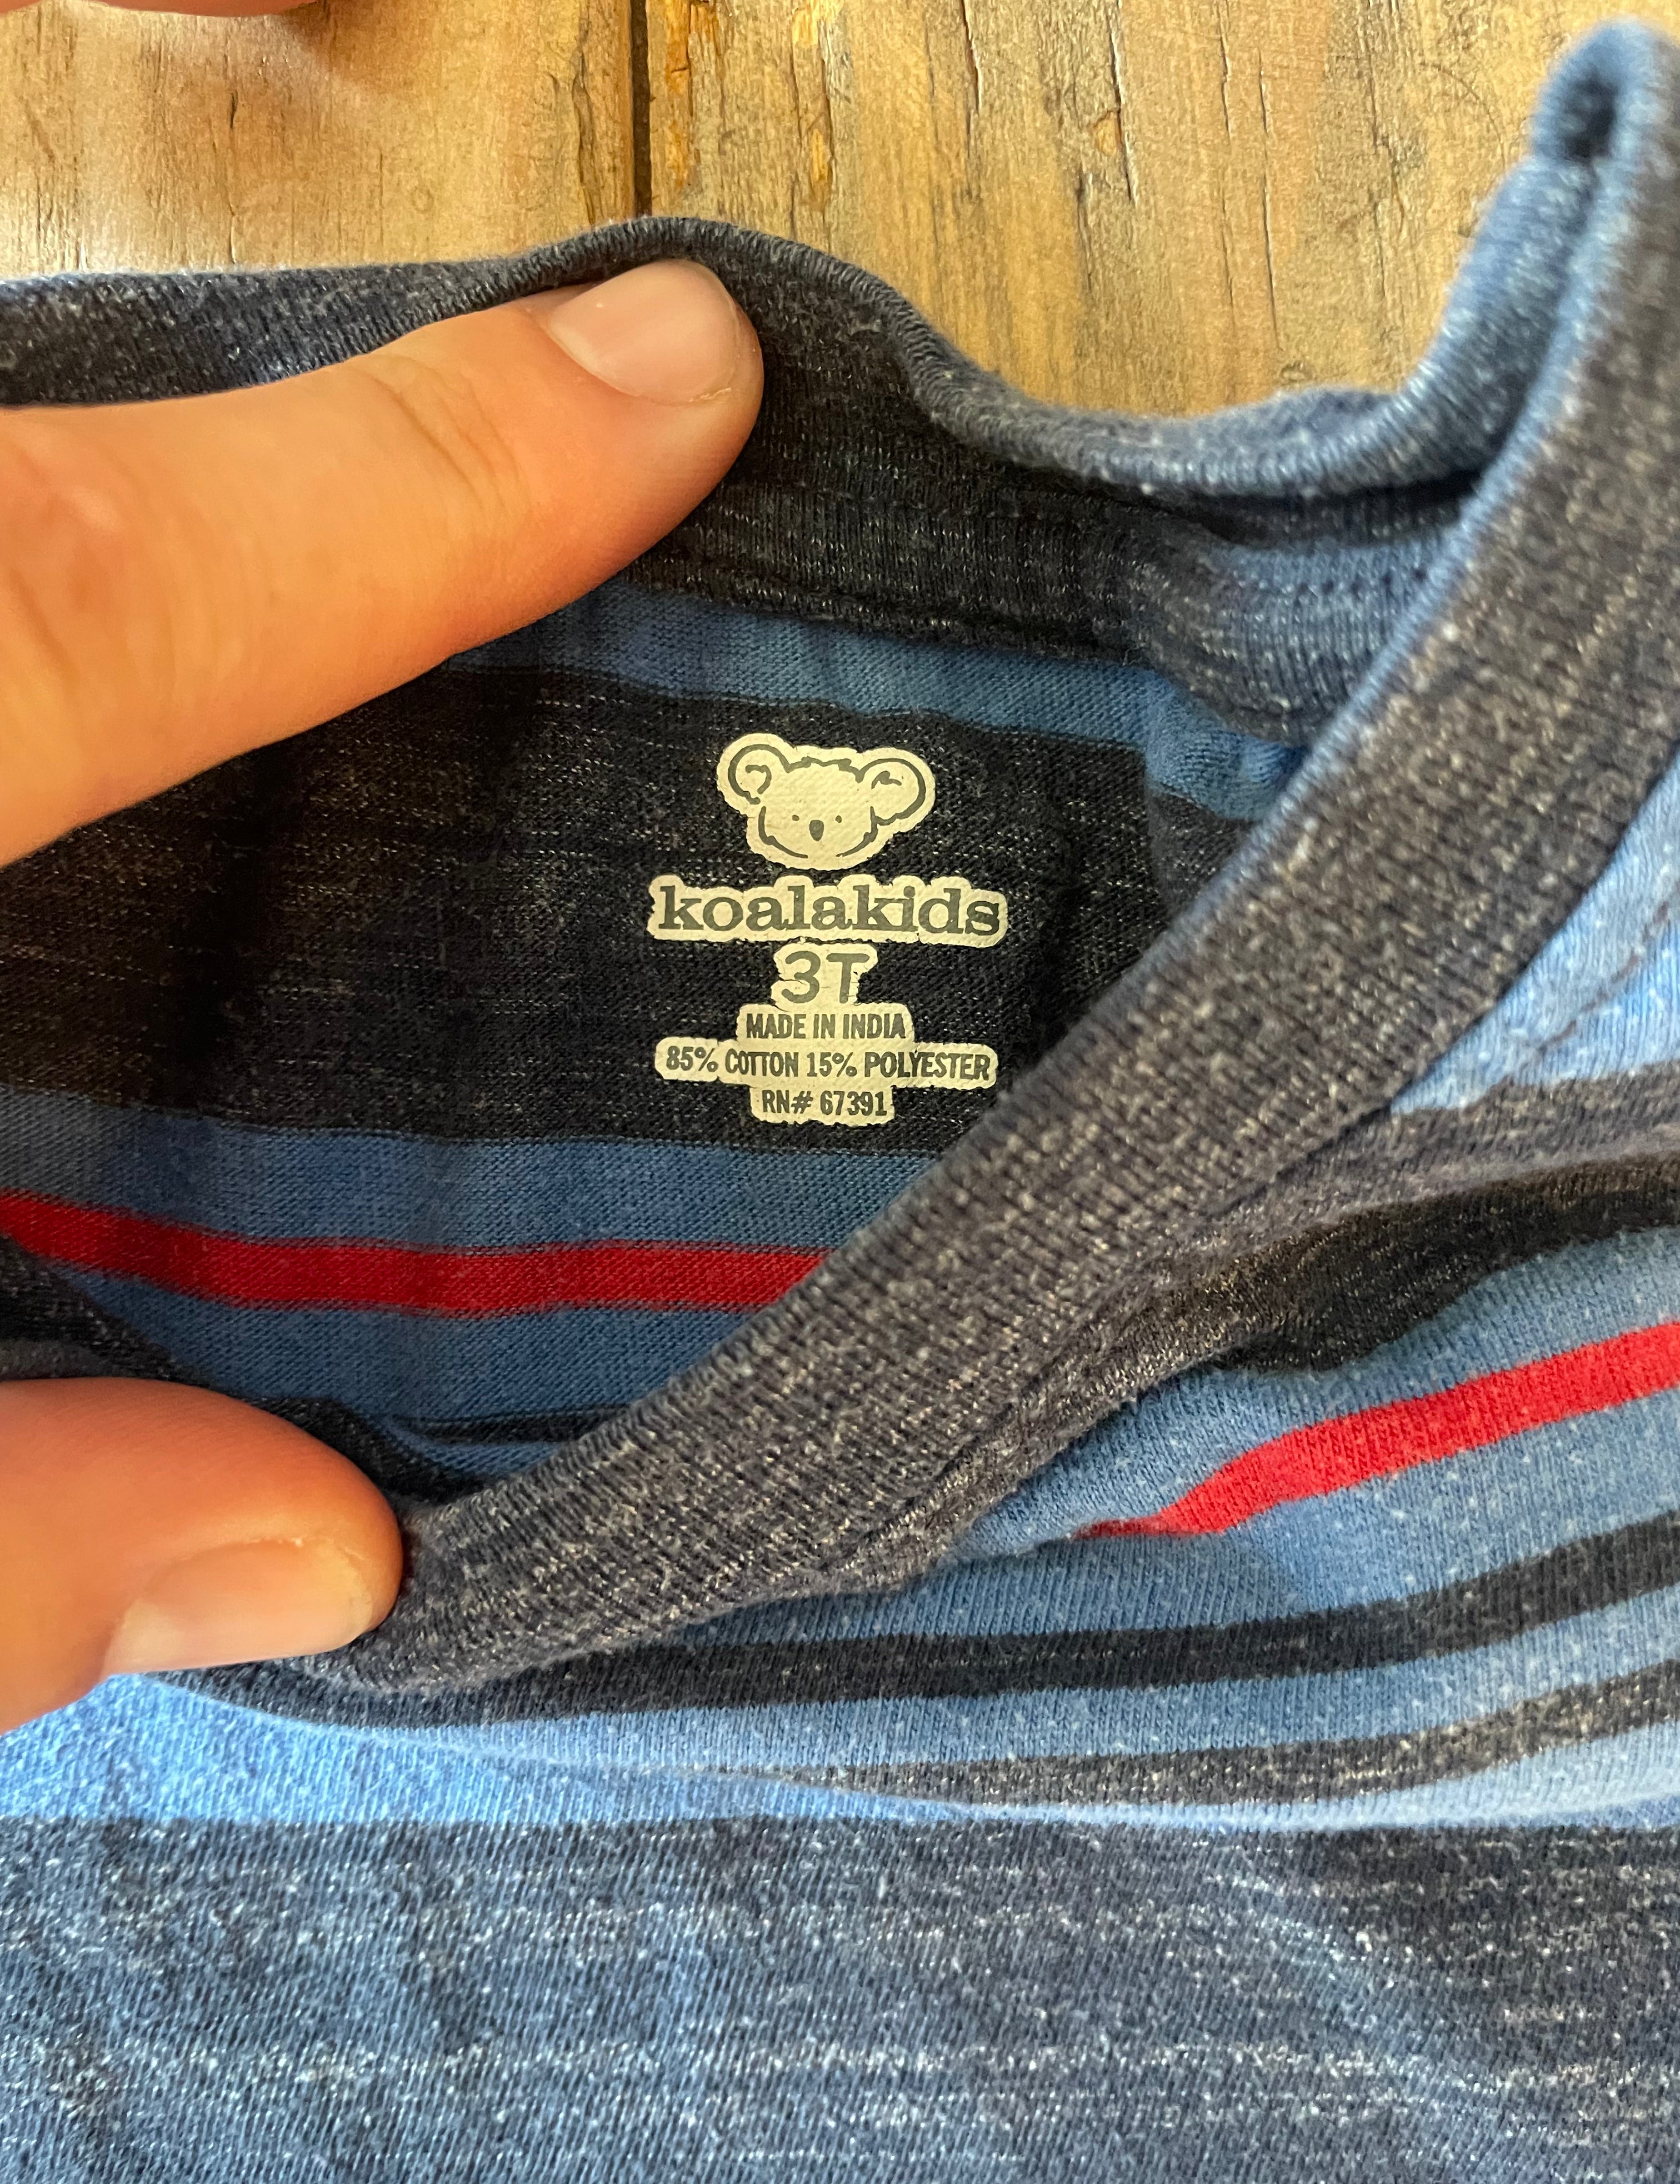 koalakids
3T
MADE IN INDIA
85% COTTON 15% POLYESTER
RN# 67391